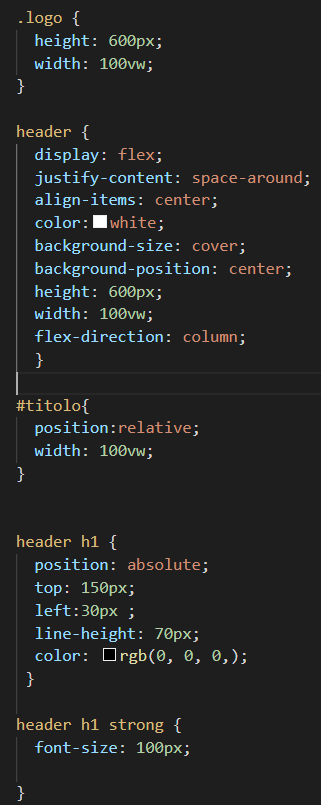 .logo {
height: 600px;
width: 100vw;
}
header {
display: flex;
justify-content: space-around;
align-items: center;
color: white;
background-size: cover;
background-position: center;
height: 600px;
width: 100vw;
flex-direction: column;
}
#titolo{
position:relative;
width: 100vw;
}
header h1 {
position: absolute;
top: 150px;
left:30px ;
line-height: 70px;
color: rgb(0, 0, 0,);
}
header h1 strong {
font-size: 100px;
}